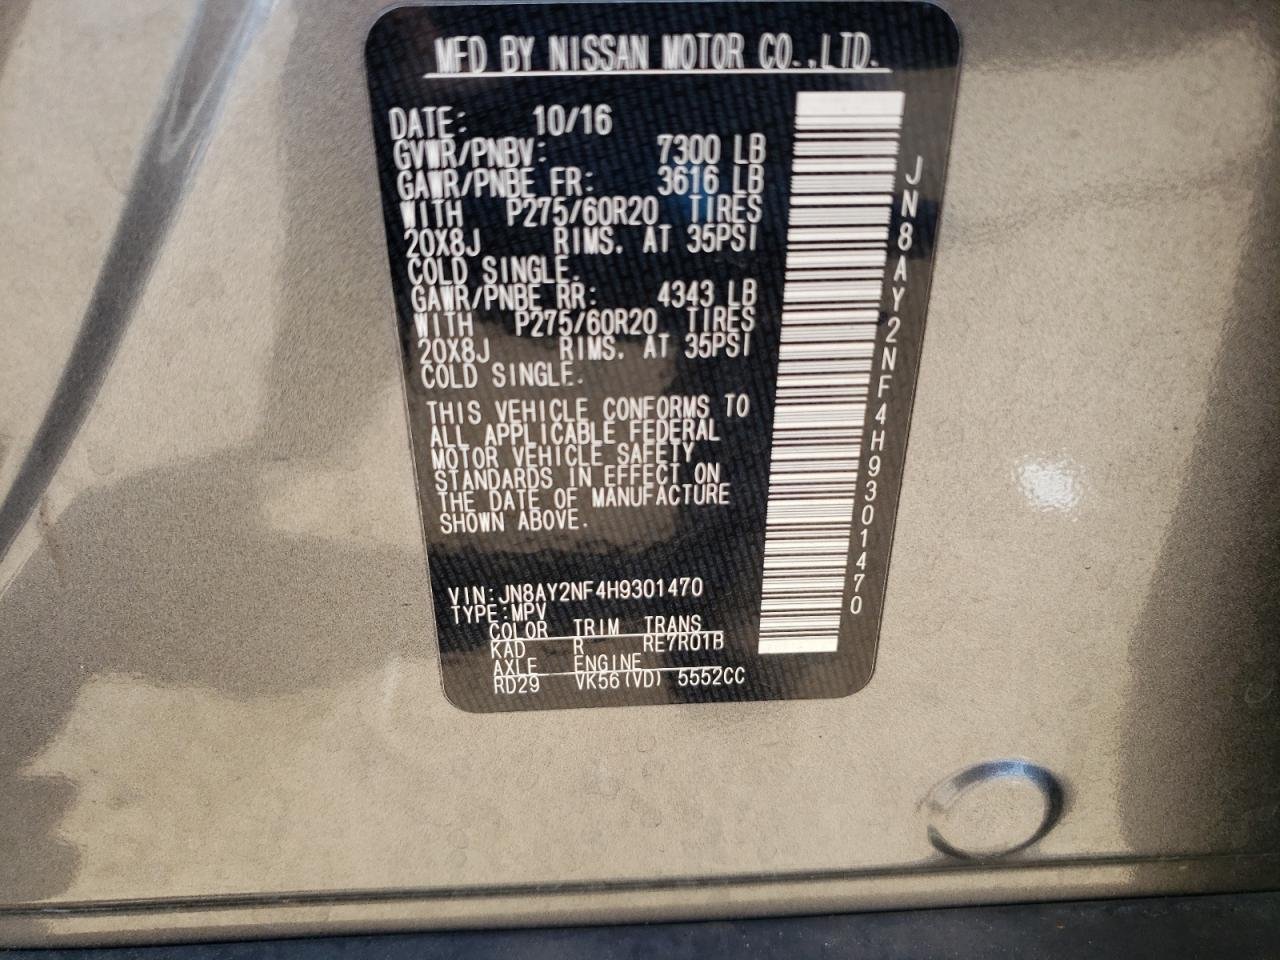 MFD BY NISSAN MOTOR CO.,LTD.
DATE: 10/16
GVWR/PNBV: 7300 LB
GAWR/PNBE FR: 3616 LB
WITH P275/60R20 TIRES
20X8J RIMS. AT 35PSI
COLD SINGLE.
GAWR/PNBE RR: 4343 LB
WITH P275/60R20 TIRES
20X8J RIMS. AT 35PSI
COLD SINGLE.
THIS VEHICLE CONFORMS TO
ALL APPLICABLE FEDERAL
MOTOR VEHICLE SAFETY
STANDARDS IN EFFECT ON
THE DATE OF MANUFACTURE
SHOWN ABOVE.
VIN:JN8AY2NF4H9301470
TYPE:MPV
COLOR TRIM TRANS
KAD R RE7R01B
AXLE ENGINE
RD29 VK56(VD) 5552CC
JN8AY2NF4H9301470